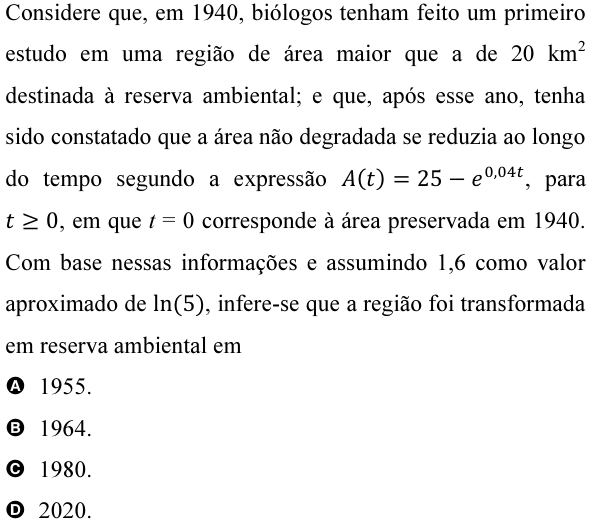 Considere que, em 1940, biólogos tenham feito um primeiro
estudo em uma região de área maior que a de 20 km²
destinada à reserva ambiental; e que, após esse ano, tenha
sido constatado que a área não degradada se reduzia ao longo
do tempo segundo a expressão A(t) = 25 − e^{0,04t}, para
t ≥ 0, em que t = 0 corresponde à área preservada em 1940.
Com base nessas informações e assumindo 1,6 como valor
aproximado de ln(5), infere-se que a região foi transformada
em reserva ambiental em
A 1955.
B 1964.
C 1980.
D 2020.